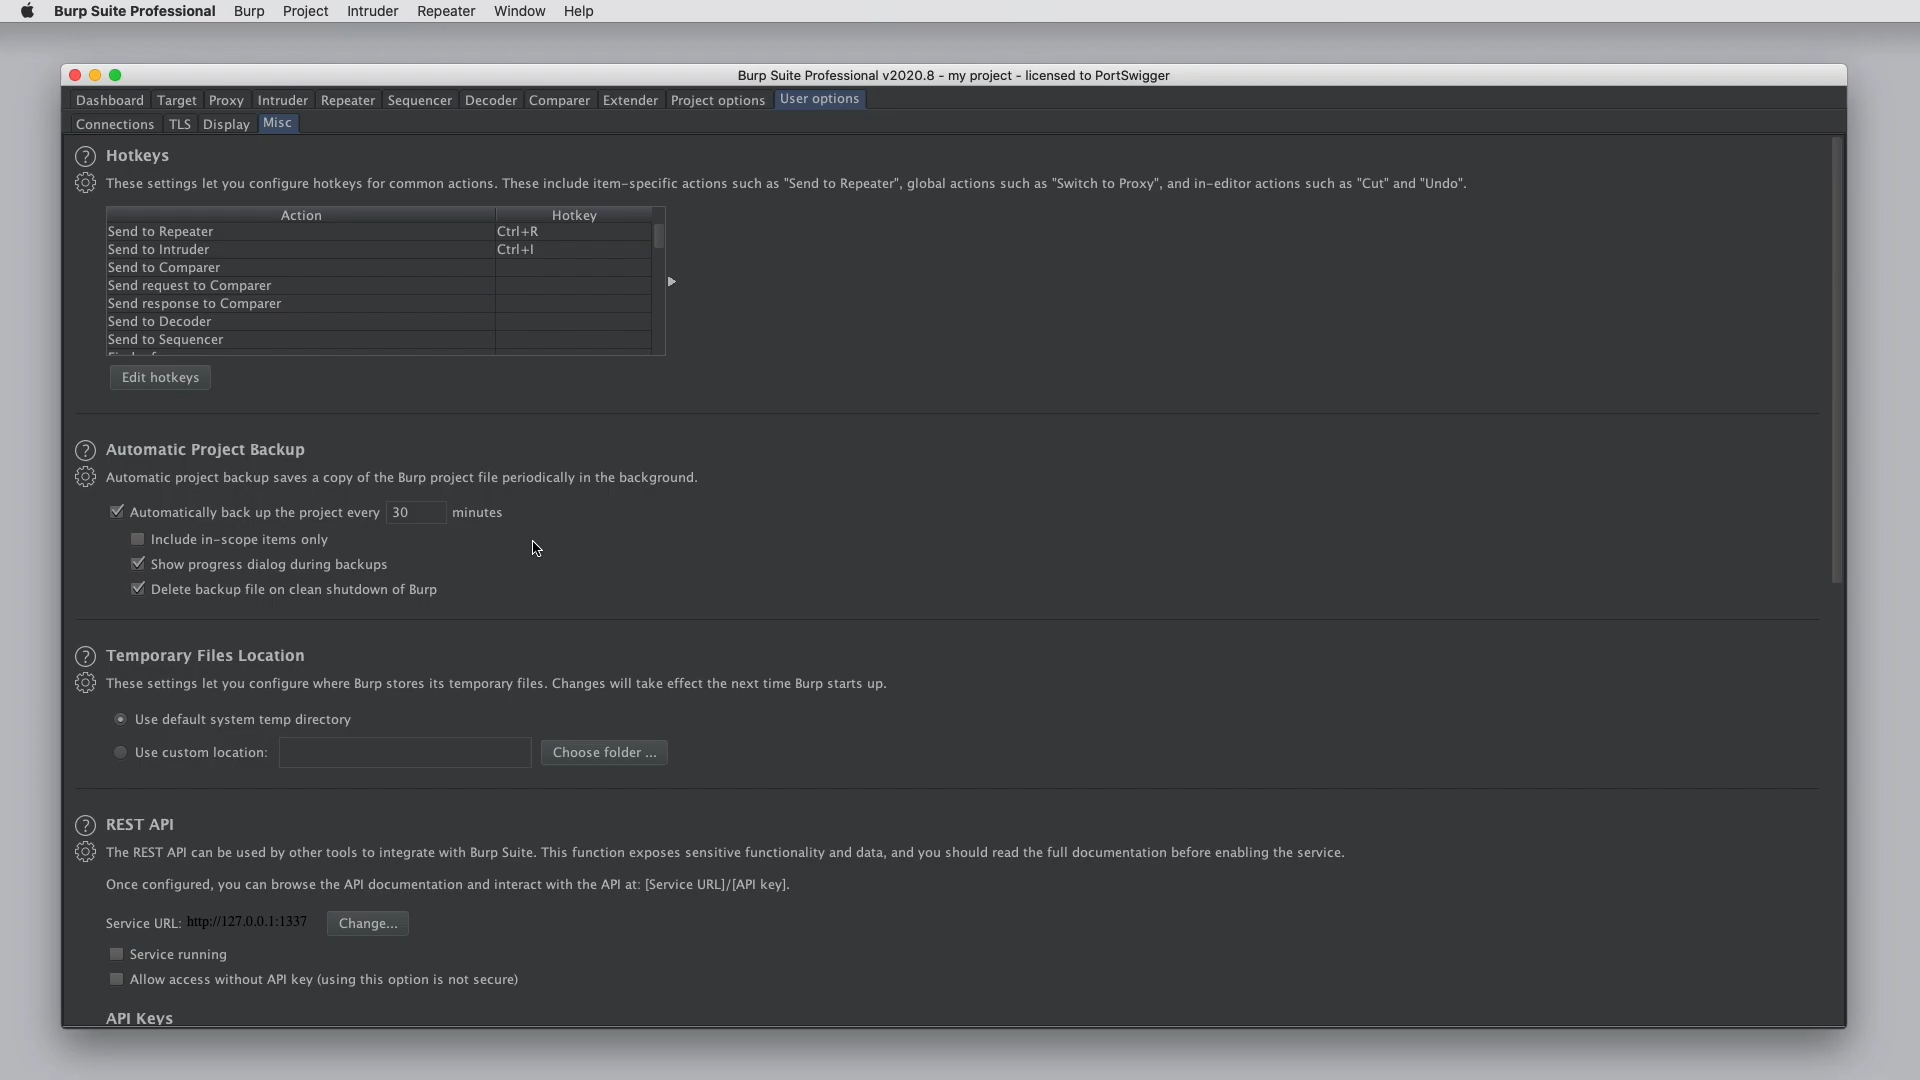 Burp Suite Professional Burp Project Intruder Repeater Window Help
Burp Suite Professional v2020.8 - my project - licensed to PortSwigger
Dashboard Target Proxy Intruder Repeater Sequencer Decoder Comparer Extender Project options User options
Connections TLS Display Misc
? Hotkeys
These settings let you configure hotkeys for common actions. These include item-specific actions such as "Send to Repeater", global actions such as "Switch to Proxy", and in-editor actions such as "Cut" and "Undo".
Action Hotkey
Send to Repeater Ctrl+R
Send to Intruder Ctrl+I
Send to Comparer
Send request to Comparer
Send response to Comparer
Send to Decoder
Send to Sequencer
Edit hotkeys
? Automatic Project Backup
Automatic project backup saves a copy of the Burp project file periodically in the background.
Automatically back up the project every 30 minutes
Include in-scope items only
Show progress dialog during backups
Delete backup file on clean shutdown of Burp
? Temporary Files Location
These settings let you configure where Burp stores its temporary files. Changes will take effect the next time Burp starts up.
Use default system temp directory
Use custom location: Choose folder ...
? REST API
The REST API can be used by other tools to integrate with Burp Suite. This function exposes sensitive functionality and data, and you should read the full documentation before enabling the service.
Once configured, you can browse the API documentation and interact with the API at: [Service URL]/[API key].
Service URL: http://127.0.0.1:1337 Change...
Service running
Allow access without API key (using this option is not secure)
API Keys